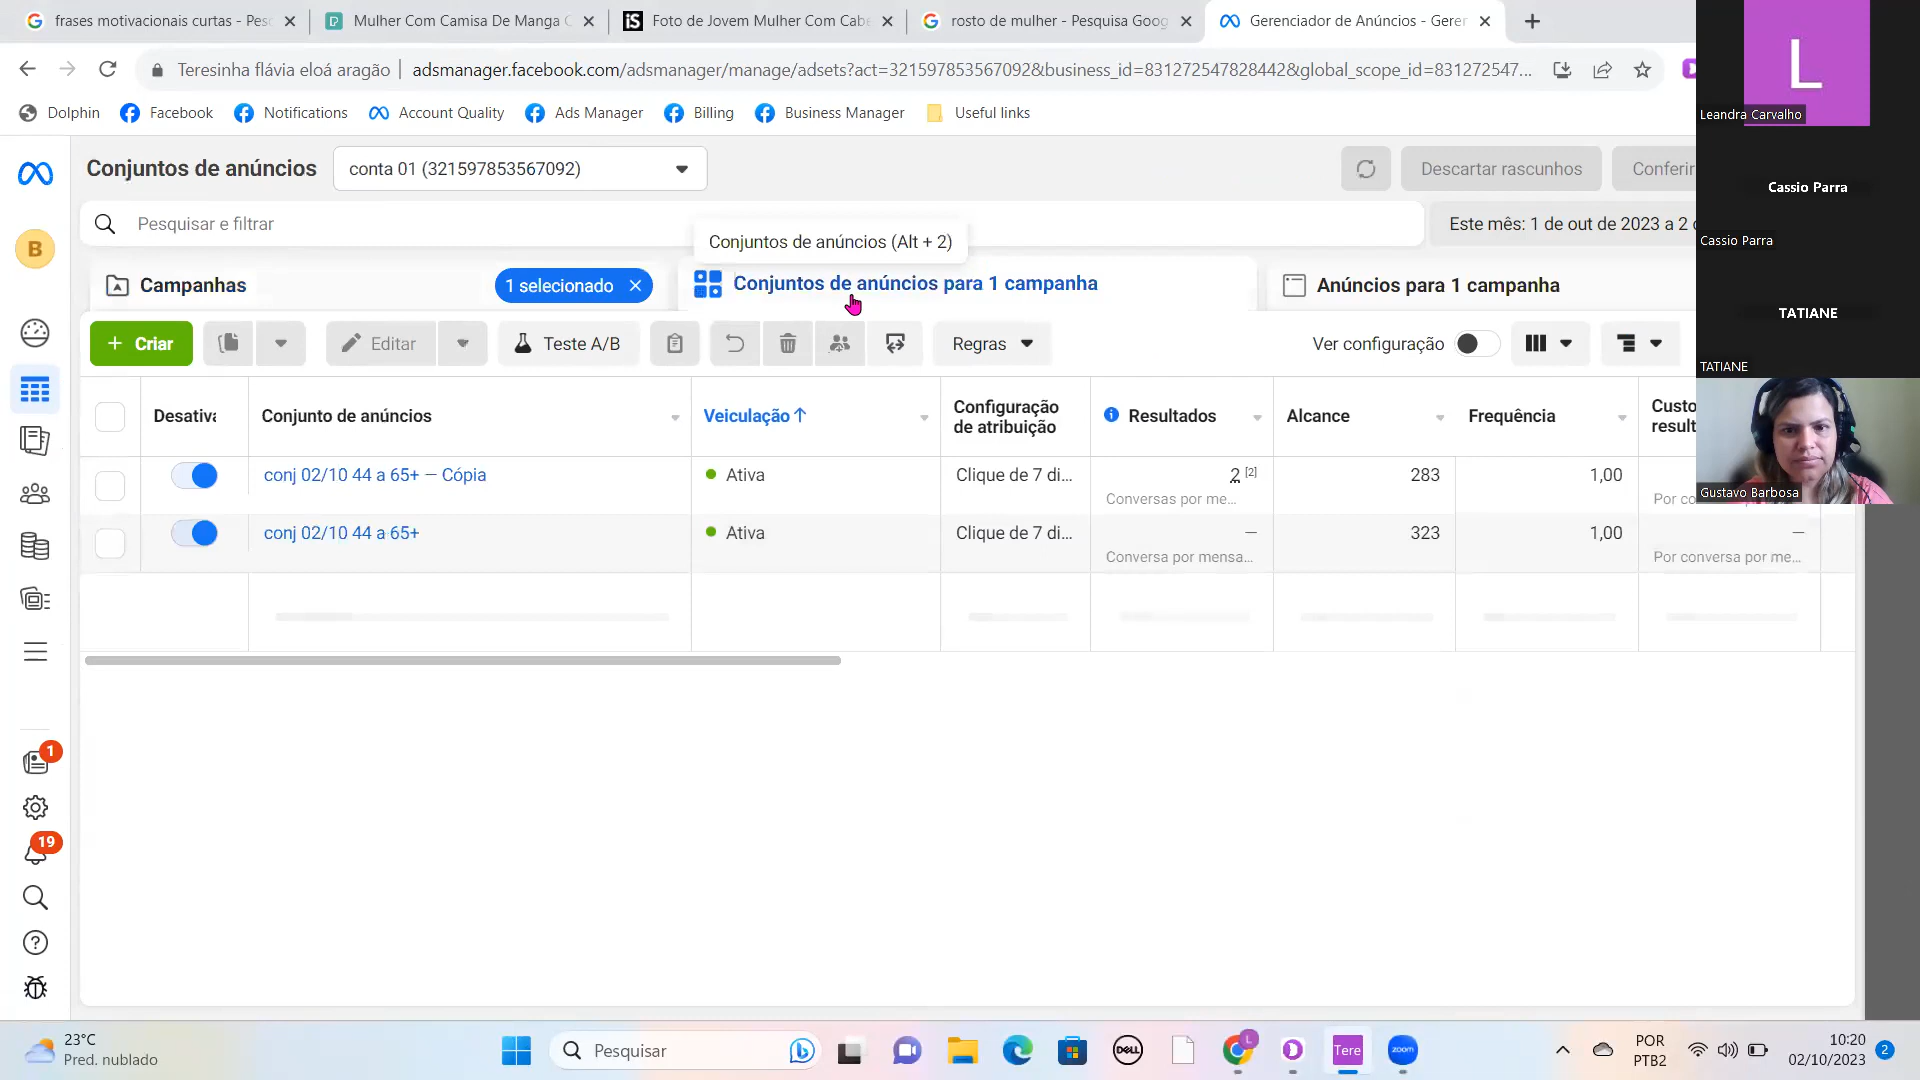 frases motivacionais curtas - Pes
Mulher Com Camisa De Manga C
Foto de Jovem Mulher Com Cab
rosto de mulher - Pesquisa Goog
Gerenciador de Anúncios - Geren
Teresinha flávia eloá aragão
adsmanager.facebook.com/adsmanager/manage/adsets?act=321597853567092&business_id=831272547828442&global_scope_id=831272547...
Dolphin
Facebook
Notifications
Account Quality
Ads Manager
Billing
Business Manager
Useful links
Conjuntos de anúncios
conta 01 (321597853567092)
Descartar rascunhos
Conferir
Pesquisar e filtrar
Este mês: 1 de out de 2023 a 2
Conjuntos de anúncios (Alt + 2)
B
Campanhas
1 selecionado
Conjuntos de anúncios para 1 campanha
Anúncios para 1 campanha
+ Criar
Editar
Teste A/B
Regras
Ver configuração
Desativa
Conjunto de anúncios
Veiculação↑
Configuração
de atribuição
Resultados
Alcance
Frequência
Custo
result
conj 02/10 44 a 65+ — Cópia
Ativa
Clique de 7 di...
2 [2]
Conversas por me...
283
1,00
Por co
conj 02/10 44 a 65+
Ativa
Clique de 7 di...
—
Conversa por mensa...
323
1,00
—
Por conversa por me...
1
19
L
Leandra Carvalho
Cassio Parra
Cassio Parra
TATIANE
TATIANE
Gustavo Barbosa
23°C
Pred. nublado
Pesquisar
DELL
L
Tere
zoom
POR
PTB2
10:20
02/10/2023
2